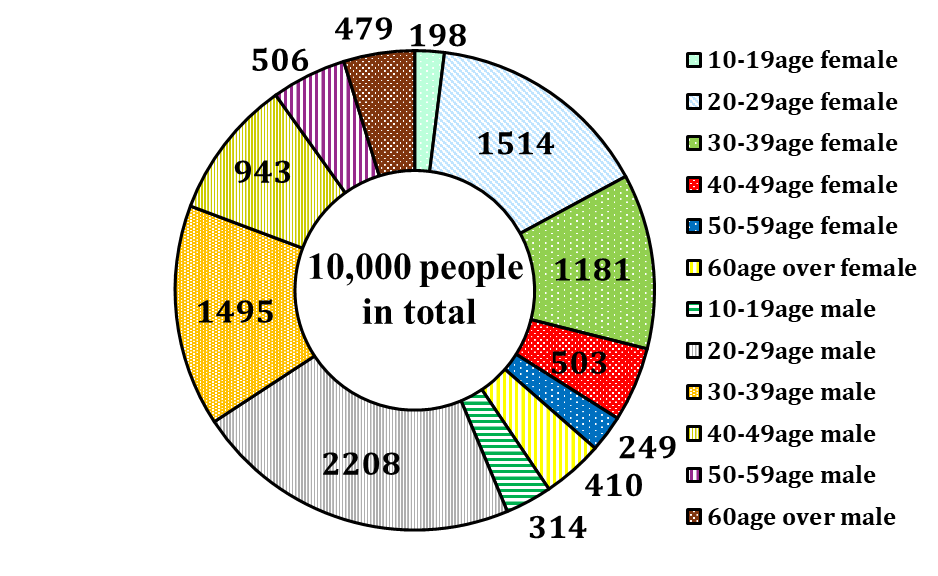 479
198
506
1514
943
1181
10,000 people
in total
1495
503
249
2208
410
314
10-19age female
20-29age female
30-39age female
40-49age female
50-59age female
60age over female
10-19age male
20-29age male
30-39age male
40-49age male
50-59age male
60age over male